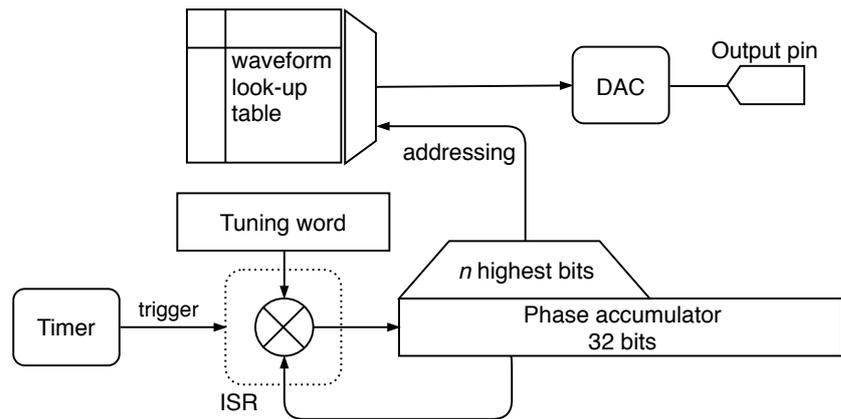 waveform
look-up
table
DAC
Output pin
addressing
Tuning word
n highest bits
Timer
trigger
Phase accumulator
32 bits
ISR